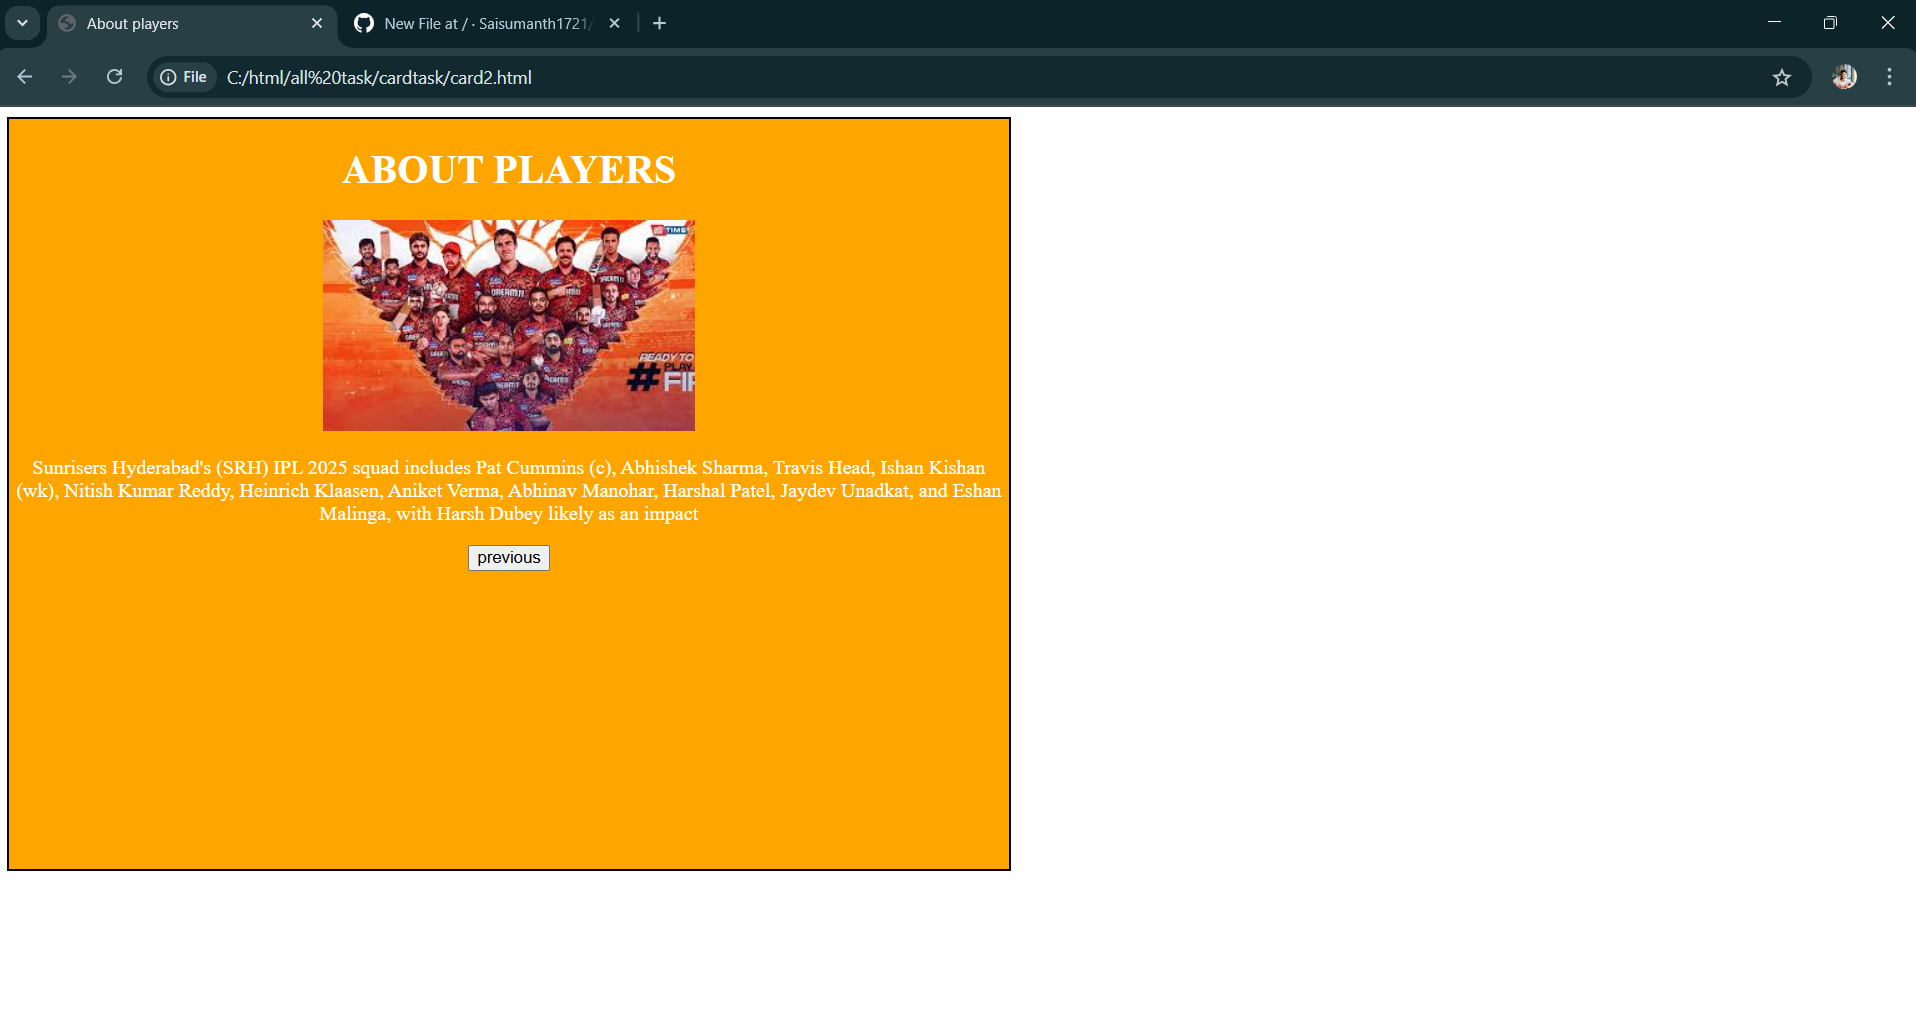 About players
New File at / · Saisumanth1721/
File
C:/html/all%20task/cardtask/card2.html
ABOUT PLAYERS
TIME
DREAM11
READY TO
# PLAY
FI
Sunrisers Hyderabad's (SRH) IPL 2025 squad includes Pat Cummins (c), Abhishek Sharma, Travis Head, Ishan Kishan
(wk), Nitish Kumar Reddy, Heinrich Klaasen, Aniket Verma, Abhinav Manohar, Harshal Patel, Jaydev Unadkat, and Eshan
Malinga, with Harsh Dubey likely as an impact
previous